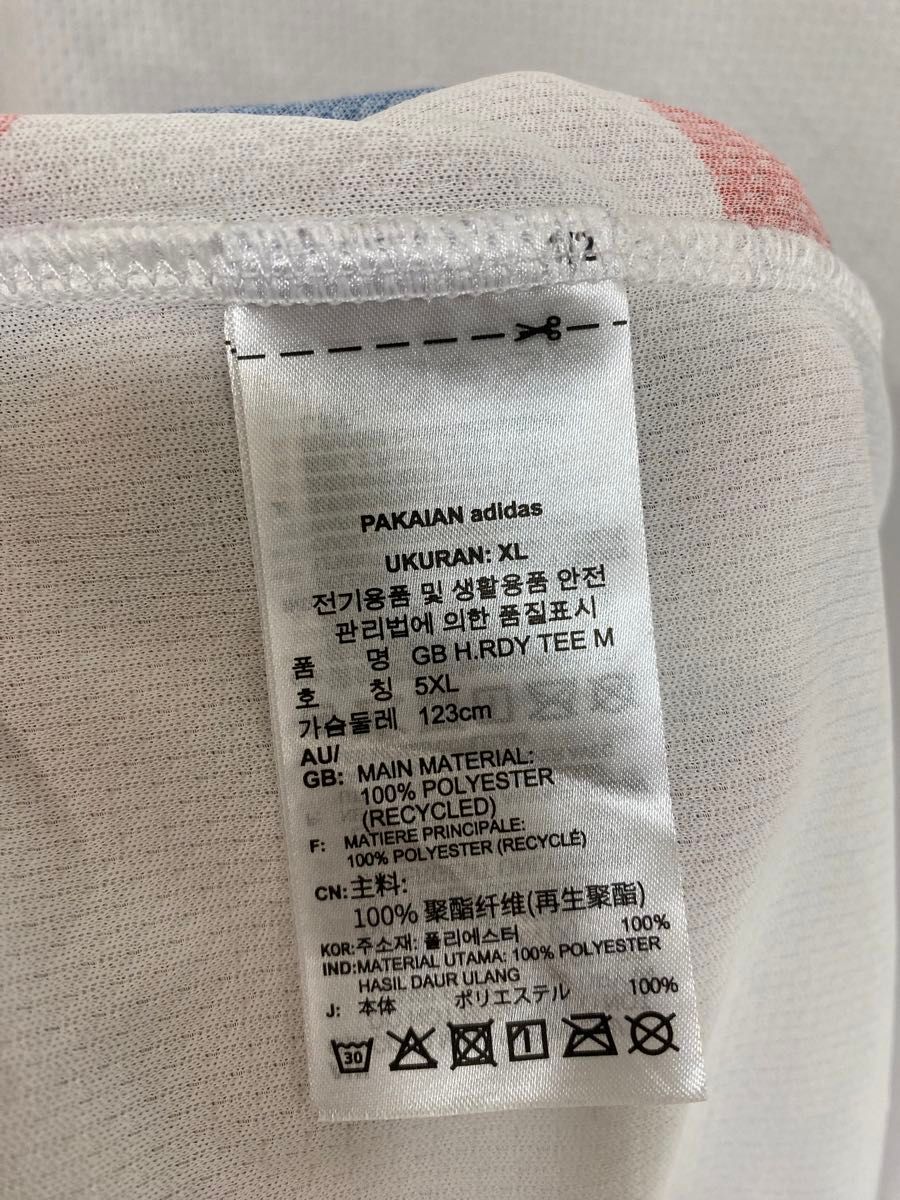 1/2
PAKAIAN adidas
UKURAN: XL
전기용품 및 생활용품 안전
관리법에 의한 품질표시
품 명 GB H.RDY TEE M
호 칭 5XL
가슴둘레 123cm
AU/
GB: MAIN MATERIAL:
100% POLYESTER
(RECYCLED)
F: MATIERE PRINCIPALE:
100% POLYESTER (RECYCLÉ)
CN:主料:
100% 聚酯纤维(再生聚酯)
KOR:주소재: 폴리에스터 100%
IND:MATERIAL UTAMA: 100% POLYESTER
HASIL DAUR ULANG
J: 本体 ポリエステル 100%
30